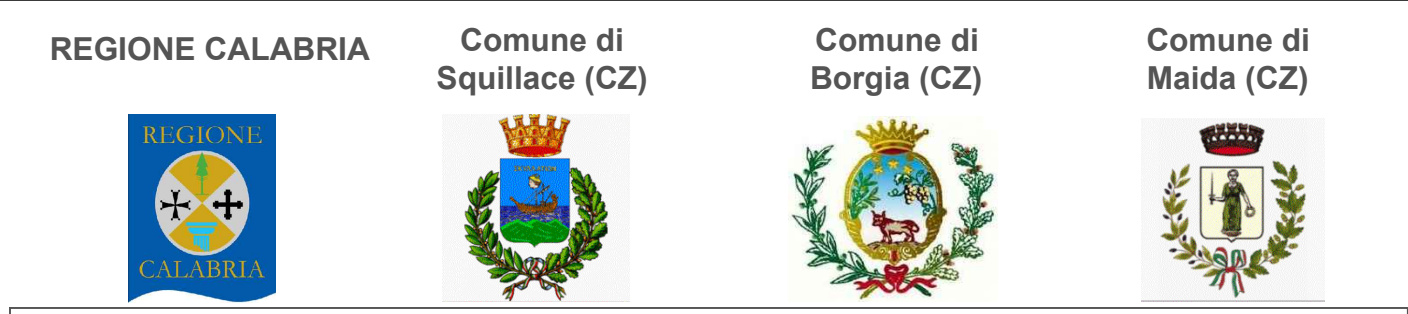 REGIONE CALABRIA
Comune di
Squillace (CZ)
Comune di
Borgia (CZ)
Comune di
Maida (CZ)
REGIONE
CALABRIA